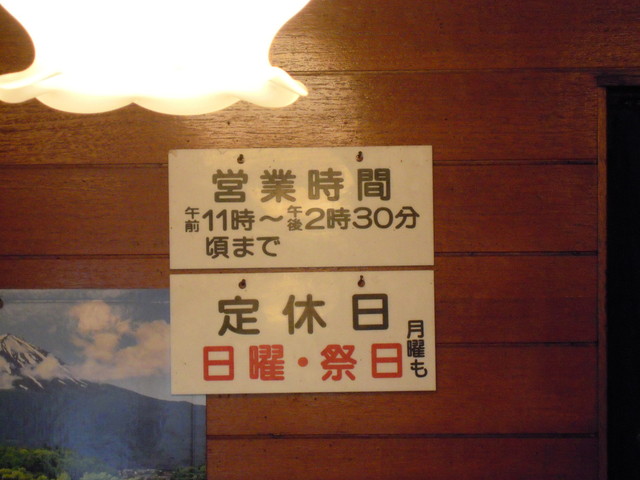 営業時間
午前11時～午後2時30分
頃まで
定休日
日曜・祭日
月曜も